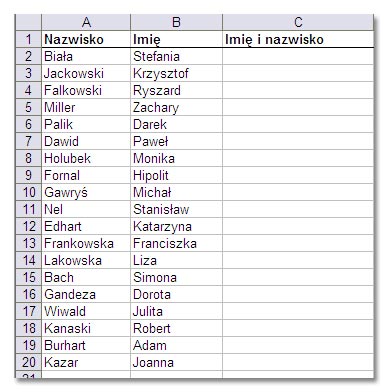 A B C
1 Nazwisko Imię Imię i nazwisko
2 Biała Stefania
3 Jackowski Krzysztof
4 Falkowski Ryszard
5 Miller Zachary
6 Palik Darek
7 Dawid Paweł
8 Holubek Monika
9 Fornal Hipolit
10 Gawryś Michał
11 Nel Stanisław
12 Edhart Katarzyna
13 Frankowska Franciszka
14 Lakowska Liza
15 Bach Simona
16 Gandeza Dorota
17 Wiwald Julita
18 Kanaski Robert
19 Burhart Adam
20 Kazar Joanna
21